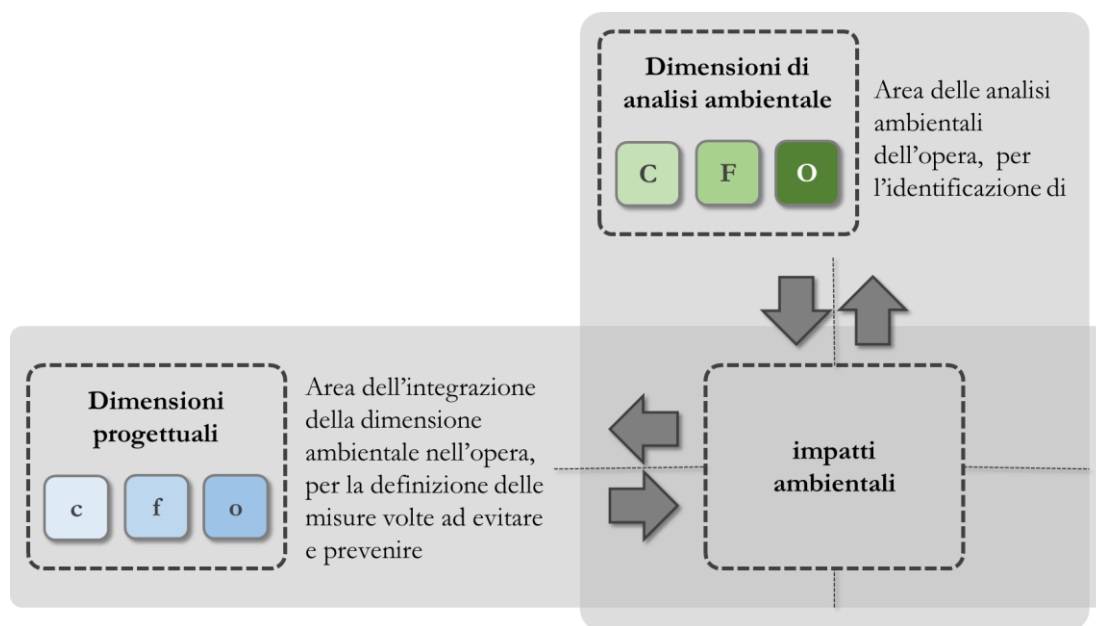 Dimensioni di
analisi ambientale
C F O
Area delle analisi
ambientali
dell’opera, per
l’identificazione di
Dimensioni
progettuali
c f o
Area dell’integrazione
della dimensione
ambientale nell’opera,
per la definizione delle
misure volte ad evitare
e prevenire
impatti
ambientali